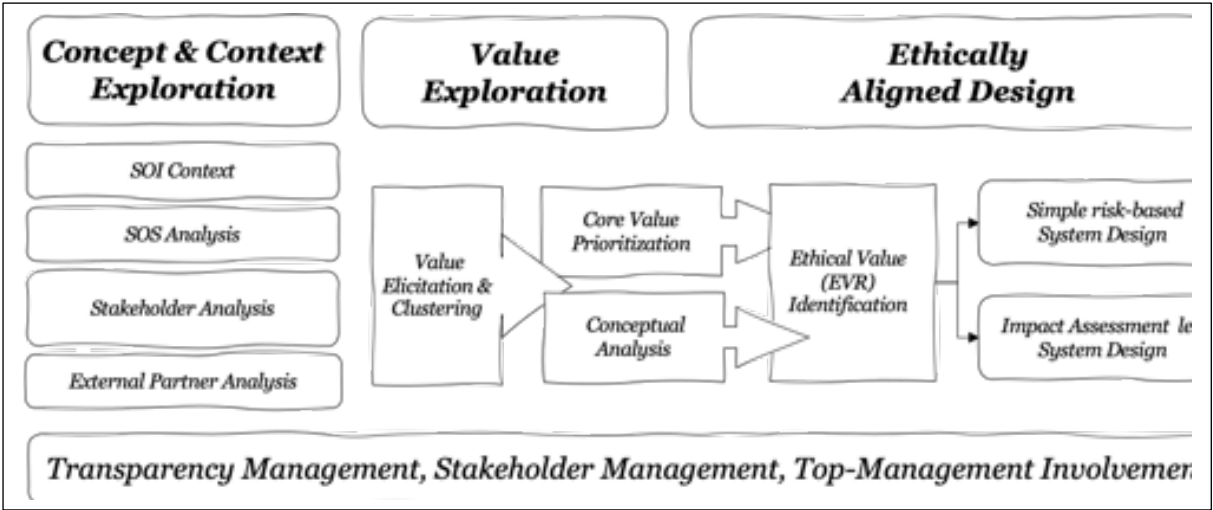 Concept & Context
Exploration
Value
Exploration
Ethically
Aligned Design
SOI Context
SOS Analysis
Stakeholder Analysis
External Partner Analysis
Value
Elicitation &
Clustering
Core Value
Prioritization
Conceptual
Analysis
Ethical Value
(EVR)
Identification
Simple risk-based
System Design
Impact Assessment le
System Design
Transparency Management, Stakeholder Management, Top-Management Involvemen